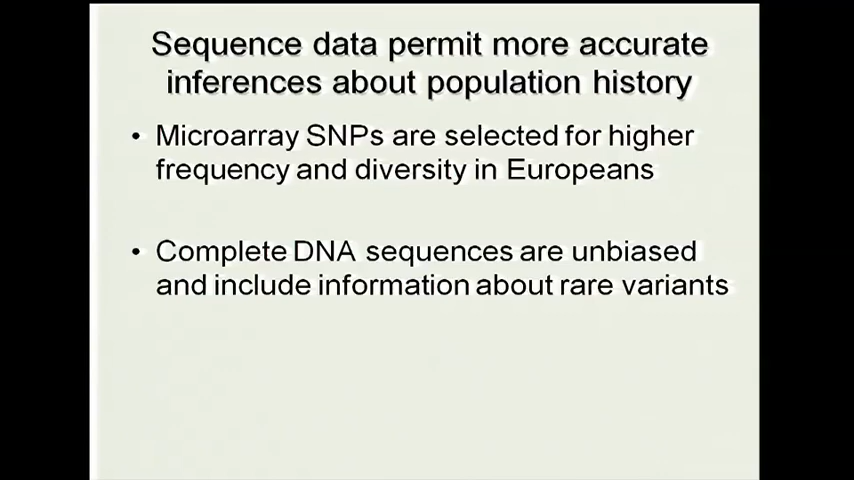 Sequence data permit more accurate
inferences about population history
• Microarray SNPs are selected for higher
frequency and diversity in Europeans
• Complete DNA sequences are unbiased
and include information about rare variants